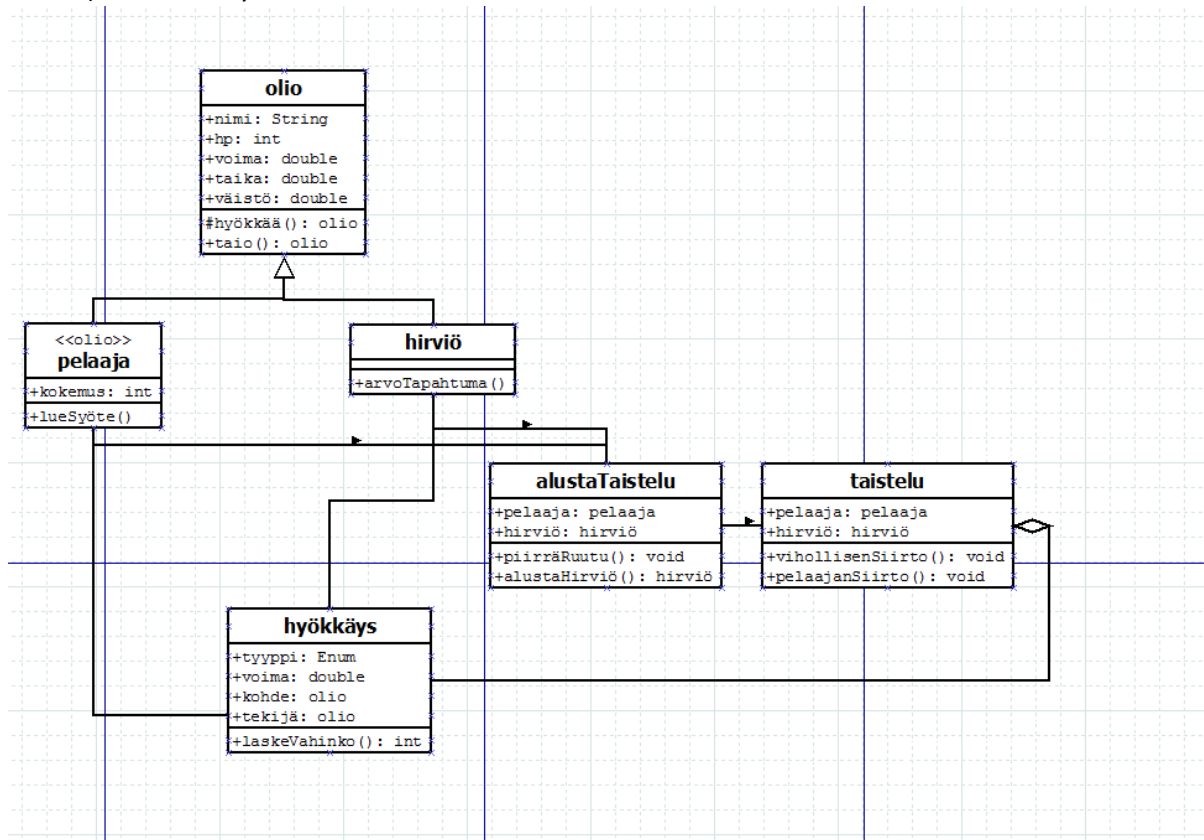 olio
+nimi: String
+hp: int
+voima: double
+taika: double
+väistö: double
#hyökkää(): olio
+taio(): olio
<<olio>>
pelaaja
+kokemus: int
+lueSyöte()
hirviö
+arvoTapahtuma()
alustaTaistelu
+pelaaja: pelaaja
+hirviö: hirviö
+piirräRuutu(): void
+alustaHirviö(): hirviö
taistelu
+pelaaja: pelaaja
+hirviö: hirviö
+vihollisenSiirto(): void
+pelaajanSiirto(): void
hyökkäys
+tyyppi: Enum
+voima: double
+kohde: olio
+tekijä: olio
+laskeVahinko(): int